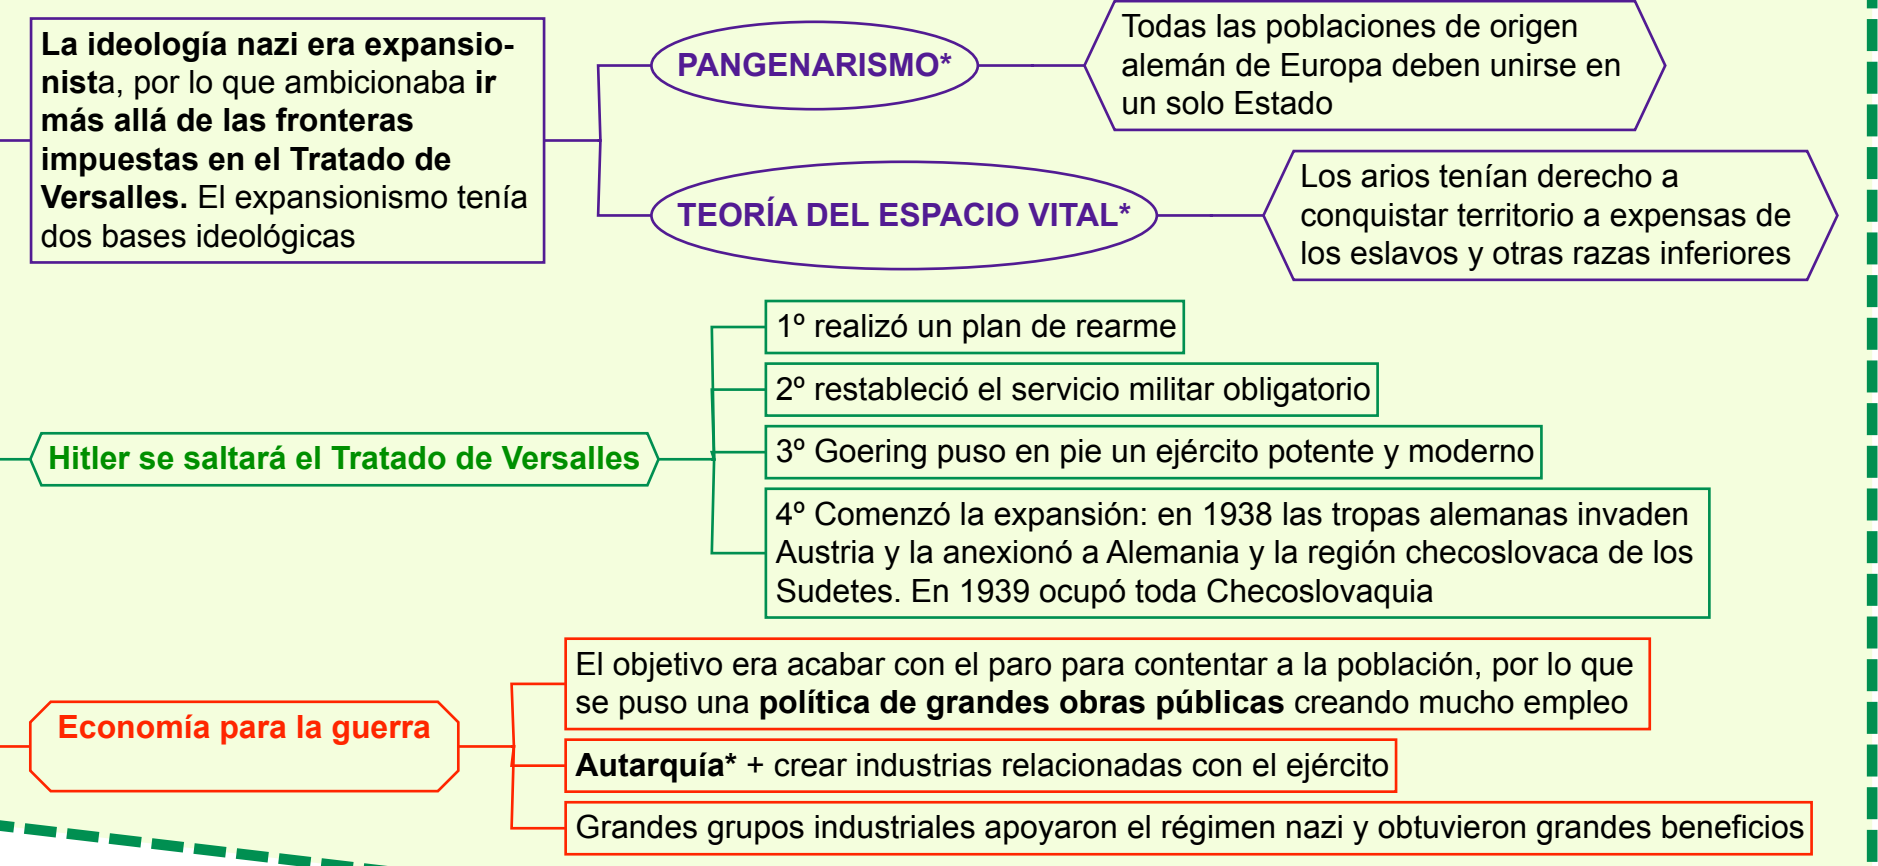 La ideología nazi era expansio-
nista, por lo que ambicionaba ir
más allá de las fronteras
impuestas en el Tratado de
Versalles. El expansionismo tenía
dos bases ideológicas
PANGENARISMO*
Todas las poblaciones de origen
alemán de Europa deben unirse en
un solo Estado
TEORÍA DEL ESPACIO VITAL*
Los arios tenían derecho a
conquistar territorio a expensas de
los eslavos y otras razas inferiores
Hitler se saltará el Tratado de Versalles
1º realizó un plan de rearme
2º restableció el servicio militar obligatorio
3º Goering puso en pie un ejército potente y moderno
4º Comenzó la expansión: en 1938 las tropas alemanas invaden
Austria y la anexionó a Alemania y la región checoslovaca de los
Sudetes. En 1939 ocupó toda Checoslovaquia
Economía para la guerra
El objetivo era acabar con el paro para contentar a la población, por lo que
se puso una política de grandes obras públicas creando mucho empleo
Autarquía* + crear industrias relacionadas con el ejército
Grandes grupos industriales apoyaron el régimen nazi y obtuvieron grandes beneficios